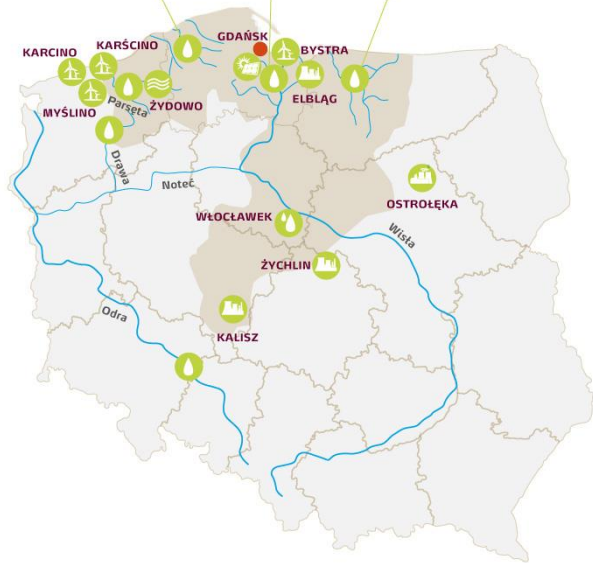 GDAŃSK
KARCINO
KARŚCINO
BYSTRA
MYŚLINO
Parsęta
ŻYDOWO
ELBLĄG
Drawa
Noteć
OSTROŁĘKA
WŁOCŁAWEK
Wisła
ŻYCHLIN
Odra
KALISZ